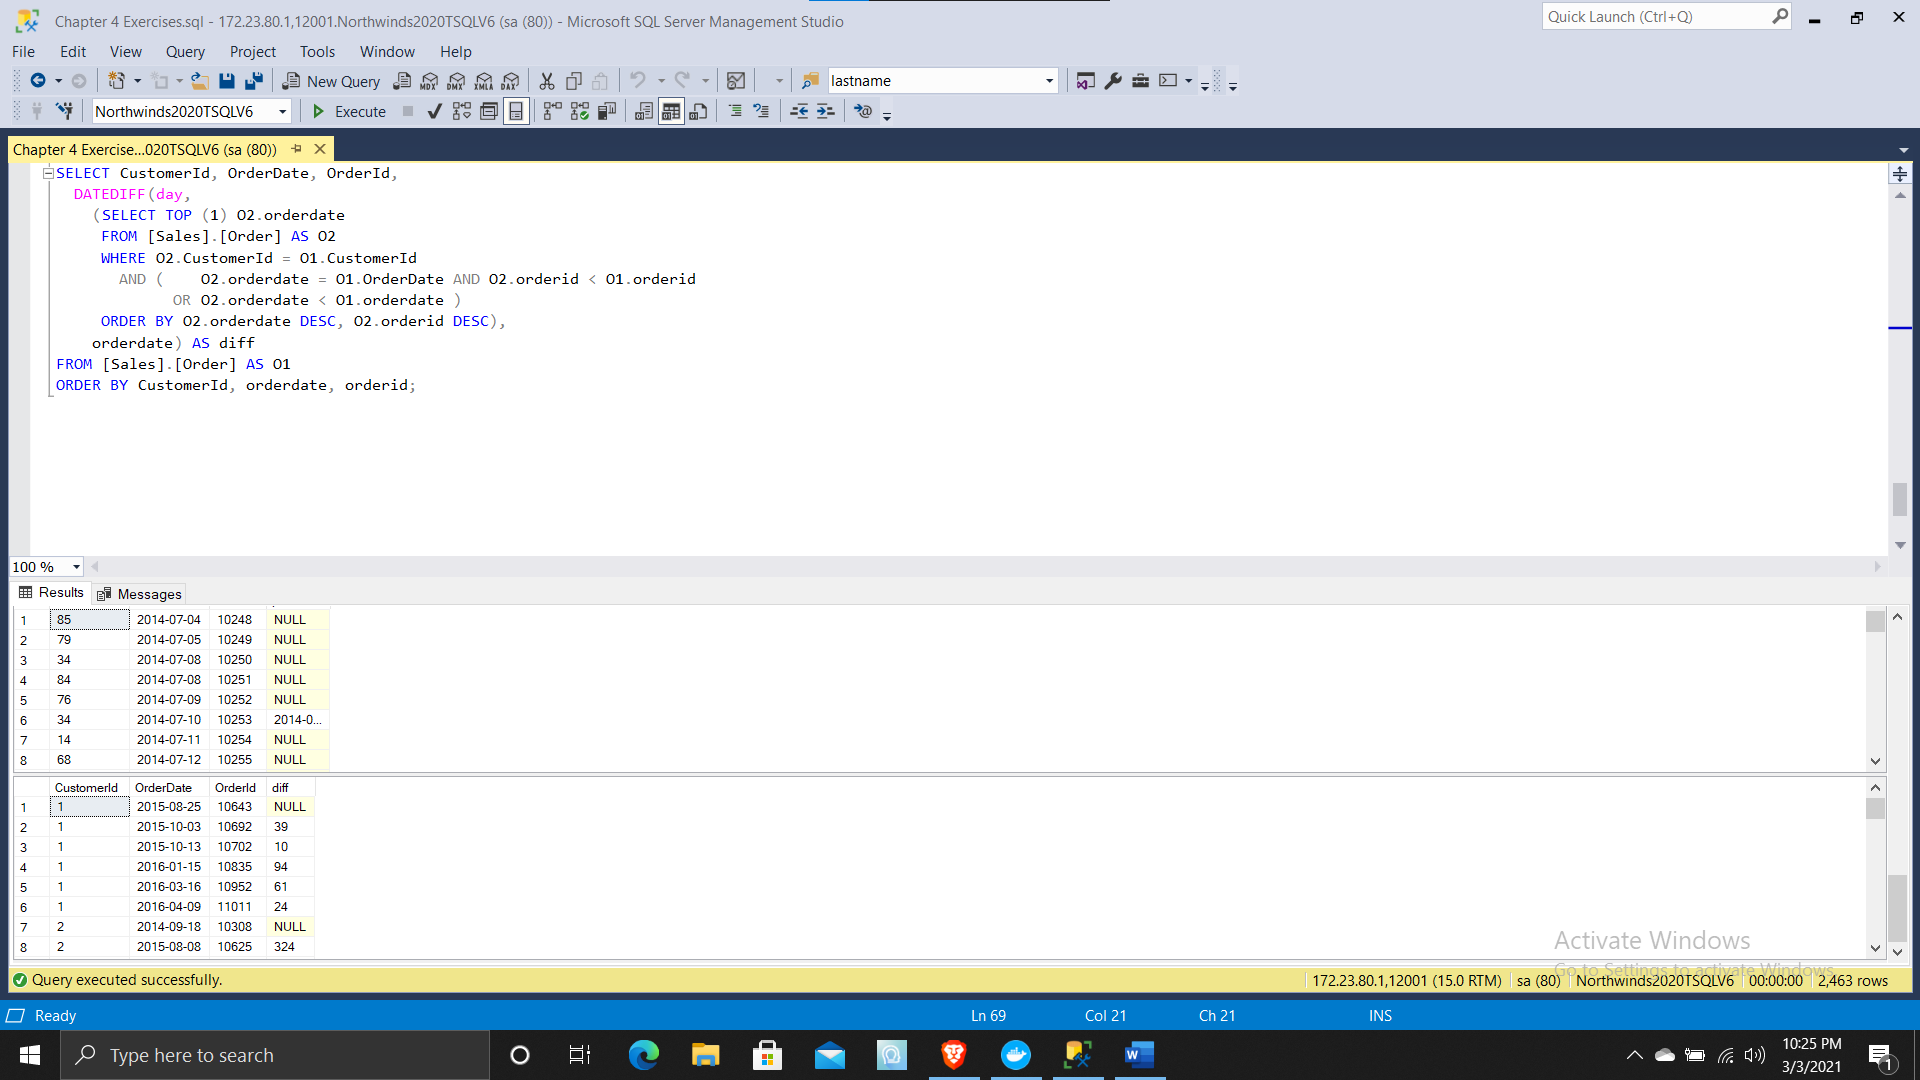 Chapter 4 Exercises.sql - 172.23.80.1,12001.Northwinds2020TSQLV6 (sa (80)) - Microsoft SQL Server Management Studio
Quick Launch (Ctrl+Q)
File Edit View Query Project Tools Window Help
New Query MDX DMX XMLA DAX lastname
Northwinds2020TSQLV6 Execute
Chapter 4 Exercise...020TSQLV6 (sa (80))
SELECT CustomerId, OrderDate, OrderId,
DATEDIFF(day,
(SELECT TOP (1) O2.orderdate
FROM [Sales].[Order] AS O2
WHERE O2.CustomerId = O1.CustomerId
AND ( O2.orderdate = O1.OrderDate AND O2.orderid < O1.orderid
OR O2.orderdate < O1.orderdate )
ORDER BY O2.orderdate DESC, O2.orderid DESC),
orderdate) AS diff
FROM [Sales].[Order] AS O1
ORDER BY CustomerId, orderdate, orderid;
100 %
Results Messages
1 85 2014-07-04 10248 NULL
2 79 2014-07-05 10249 NULL
3 34 2014-07-08 10250 NULL
4 84 2014-07-08 10251 NULL
5 76 2014-07-09 10252 NULL
6 34 2014-07-10 10253 2014-0...
7 14 2014-07-11 10254 NULL
8 68 2014-07-12 10255 NULL
CustomerId OrderDate OrderId diff
1 1 2015-08-25 10643 NULL
2 1 2015-10-03 10692 39
3 1 2015-10-13 10702 10
4 1 2016-01-15 10835 94
5 1 2016-03-16 10952 61
6 1 2016-04-09 11011 24
7 2 2014-09-18 10308 NULL
8 2 2015-08-08 10625 324
Activate Windows
Go to Settings to activate Windows.
Query executed successfully. 172.23.80.1,12001 (15.0 RTM) sa (80) Northwinds2020TSQLV6 00:00:00 2,463 rows
Ready Ln 69 Col 21 Ch 21 INS
Type here to search
10:25 PM
3/3/2021
1